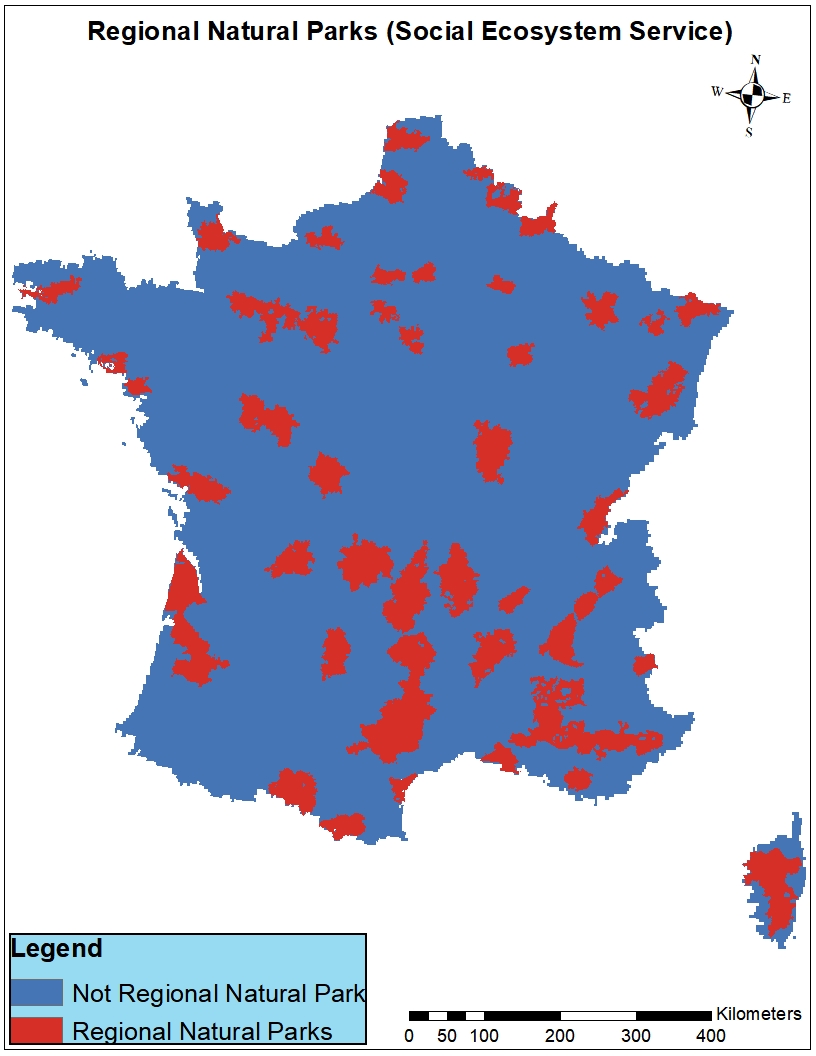 Regional Natural Parks (Social Ecosystem Service)
N
W E
S
Legend
Not Regional Natural Park
Regional Natural Parks
Kilometers
0 50 100 200 300 400